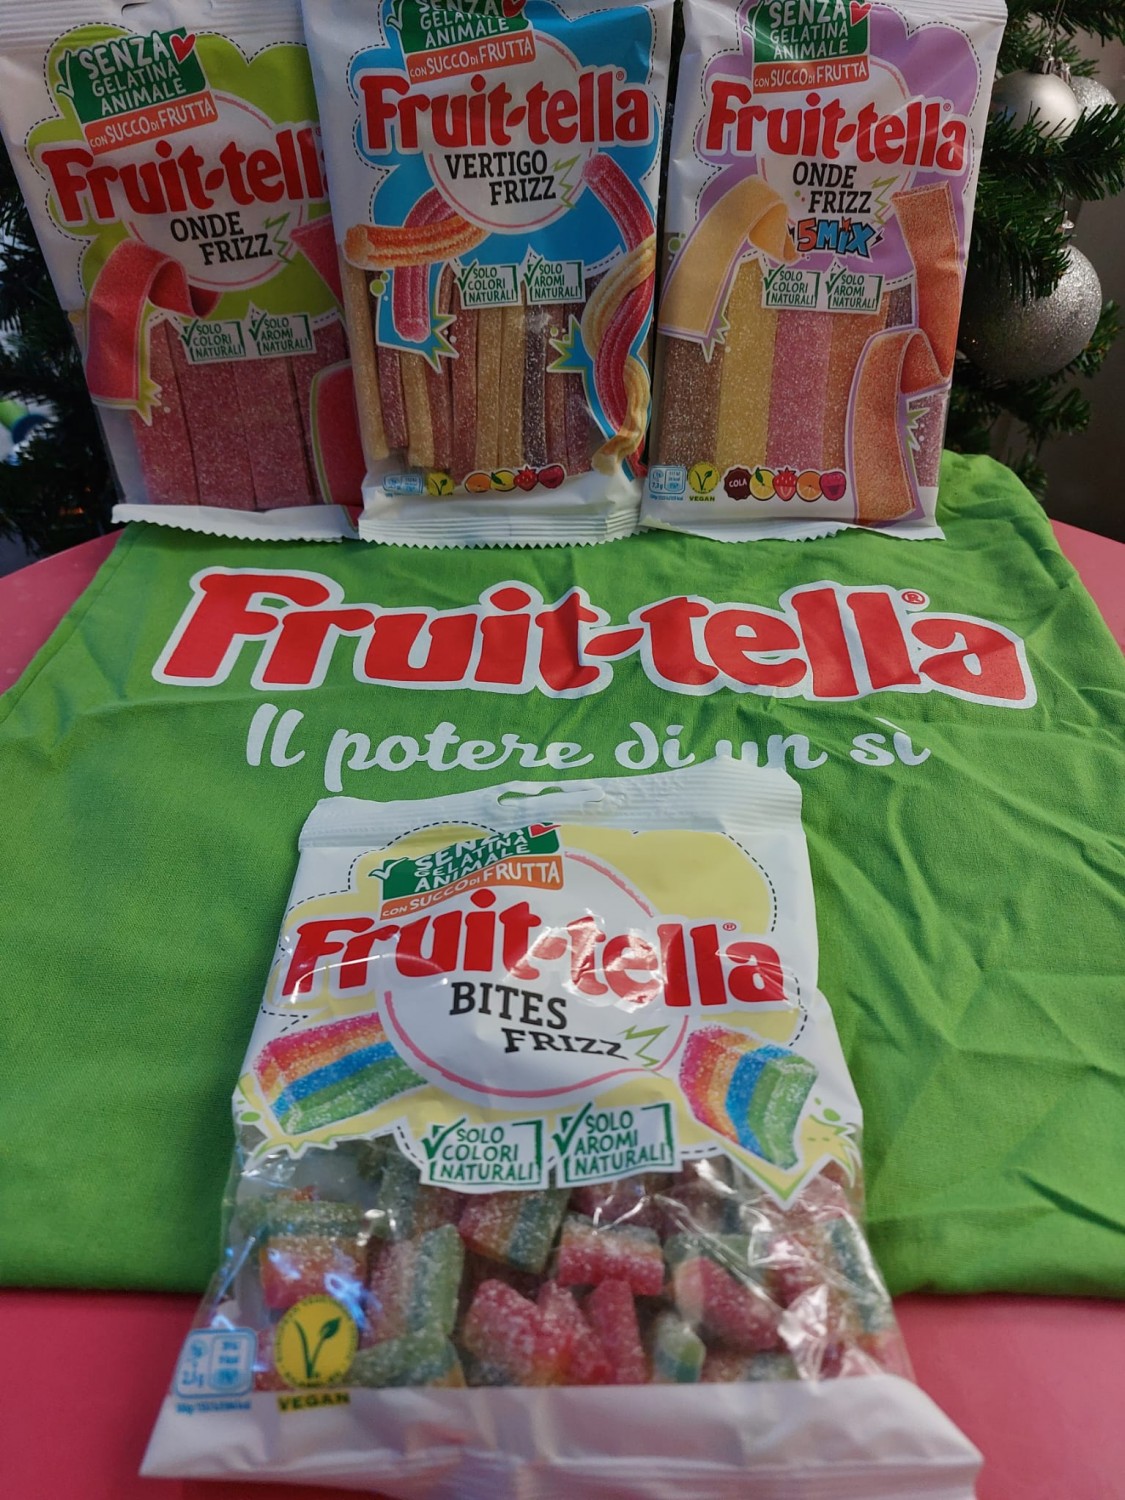 SENZA
GELATINA
ANIMALE
CON SUCCO DI FRUTTA
Fruit-tell
ONDE
FRIZZ
SOLO
COLORI
NATURALI
SOLO
AROMI
NATURALI
SENZA
GELATINA
ANIMALE
CON SUCCO DI FRUTTA
Fruit-tella®
VERTIGO
FRIZZ
SOLO
COLORI
NATURALI
SOLO
AROMI
NATURALI
SENZA
GELATINA
ANIMALE
CON SUCCO DI FRUTTA
Fruit-tella®
ONDE
FRIZZ
5MIX
SOLO
COLORI
NATURALI
SOLO
AROMI
NATURALI
VEGAN
COLA
Fruit-tella®
Il potere di un sì
SENZA
GELATINA
ANIMALE
CON SUCCO DI FRUTTA
Fruit-tella®
BITES
FRIZZ
SOLO
COLORI
NATURALI
SOLO
AROMI
NATURALI
VEGAN